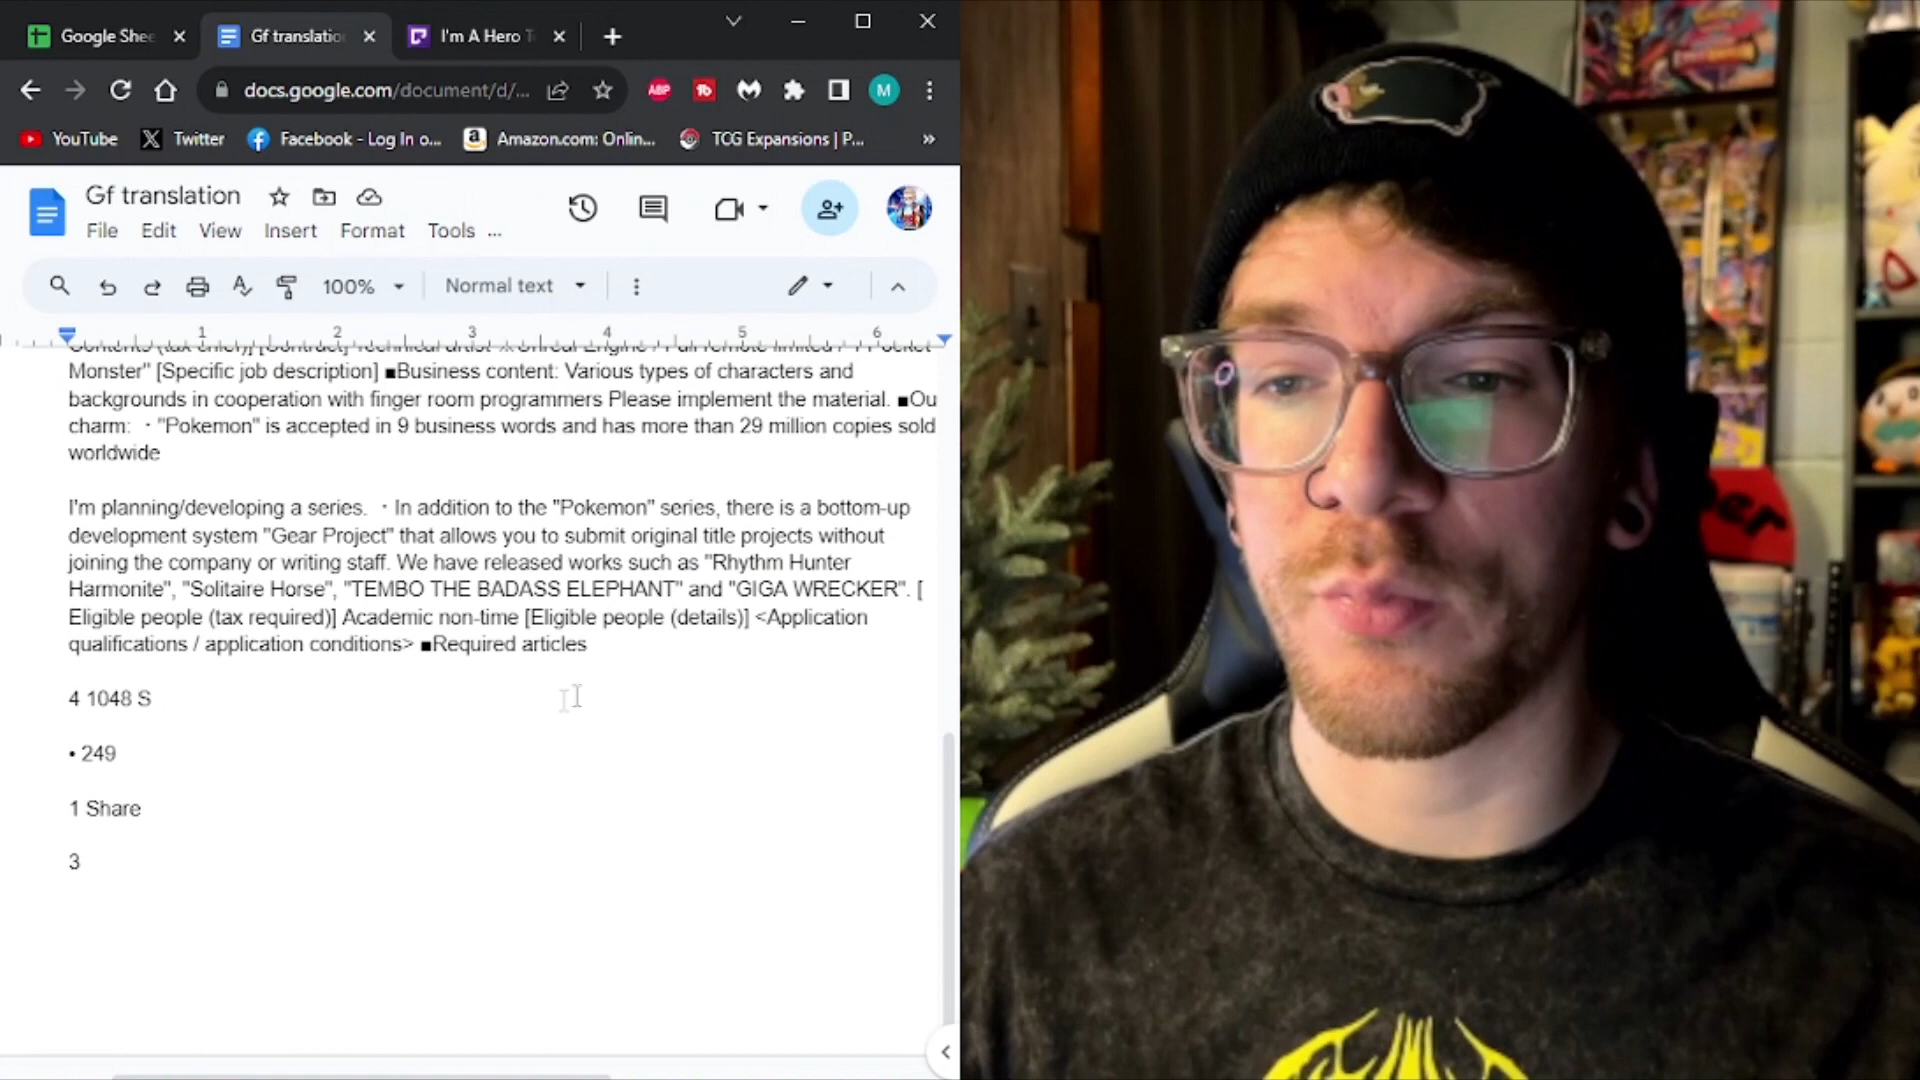 Google Shee
Gf translatio
I'm A Hero T
docs.google.com/document/d/...
ABP
M
YouTube
Twitter
Facebook - Log In o...
Amazon.com: Onlin...
TCG Expansions | P...
Gf translation
File Edit View Insert Format Tools ...
100% Normal text
1 2 3 4 5 6
Monster" [Specific job description] ■Business content: Various types of characters and
backgrounds in cooperation with finger room programmers Please implement the material. ■Ou
charm: ・"Pokemon" is accepted in 9 business words and has more than 29 million copies sold
worldwide
I'm planning/developing a series. ・In addition to the "Pokemon" series, there is a bottom-up
development system "Gear Project" that allows you to submit original title projects without
joining the company or writing staff. We have released works such as "Rhythm Hunter
Harmonite", "Solitaire Horse", "TEMBO THE BADASS ELEPHANT" and "GIGA WRECKER". [
Eligible people (tax required)] Academic non-time [Eligible people (details)] <Application
qualifications / application conditions> ■Required articles
4 1048 S
• 249
1 Share
3